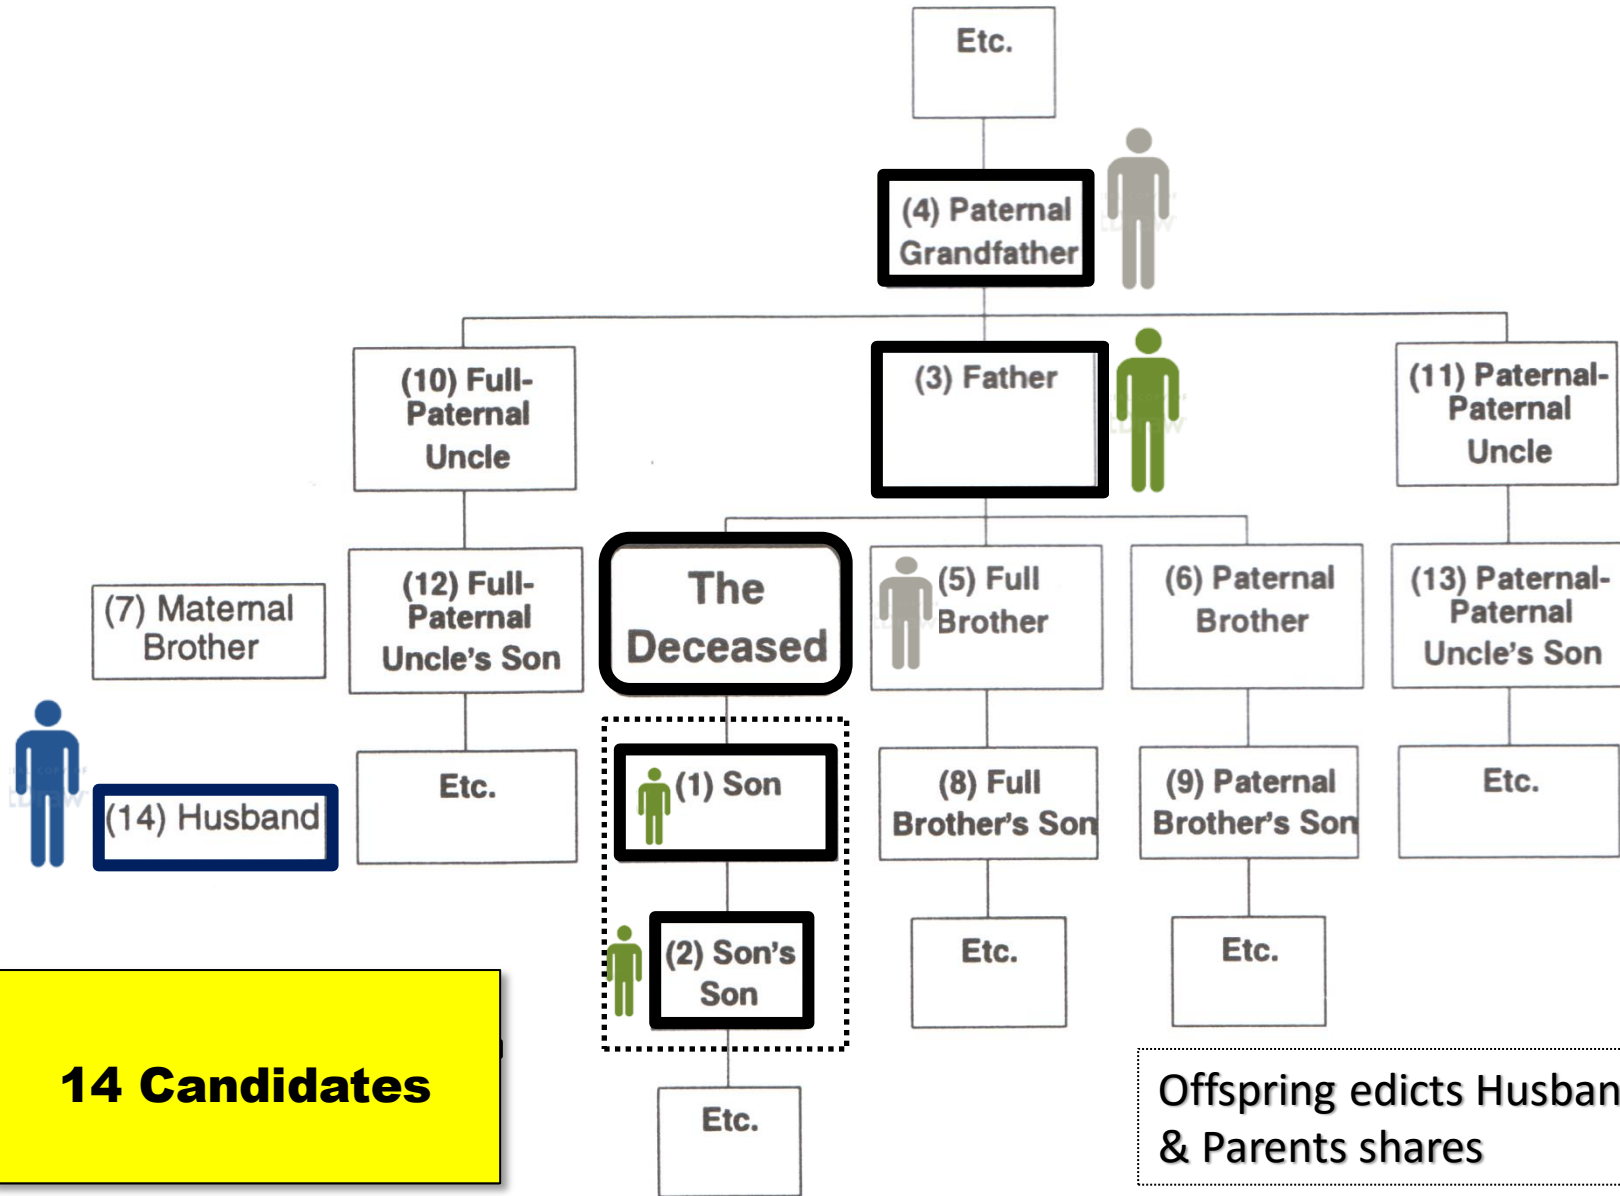 Etc.
(4) Paternal
Grandfather
(10) Full-
Paternal
Uncle
(3) Father
(11) Paternal-
Paternal
Uncle
(7) Maternal
Brother
(12) Full-
Paternal
Uncle's Son
The
Deceased
(5) Full
Brother
(6) Paternal
Brother
(13) Paternal-
Paternal
Uncle's Son
(14) Husband
Etc.
(1) Son
(8) Full
Brother's Son
(9) Paternal
Brother's Son
Etc.
(2) Son's
Son
Etc.
Etc.
14 Candidates
Etc.
Offspring edicts Husban
& Parents shares